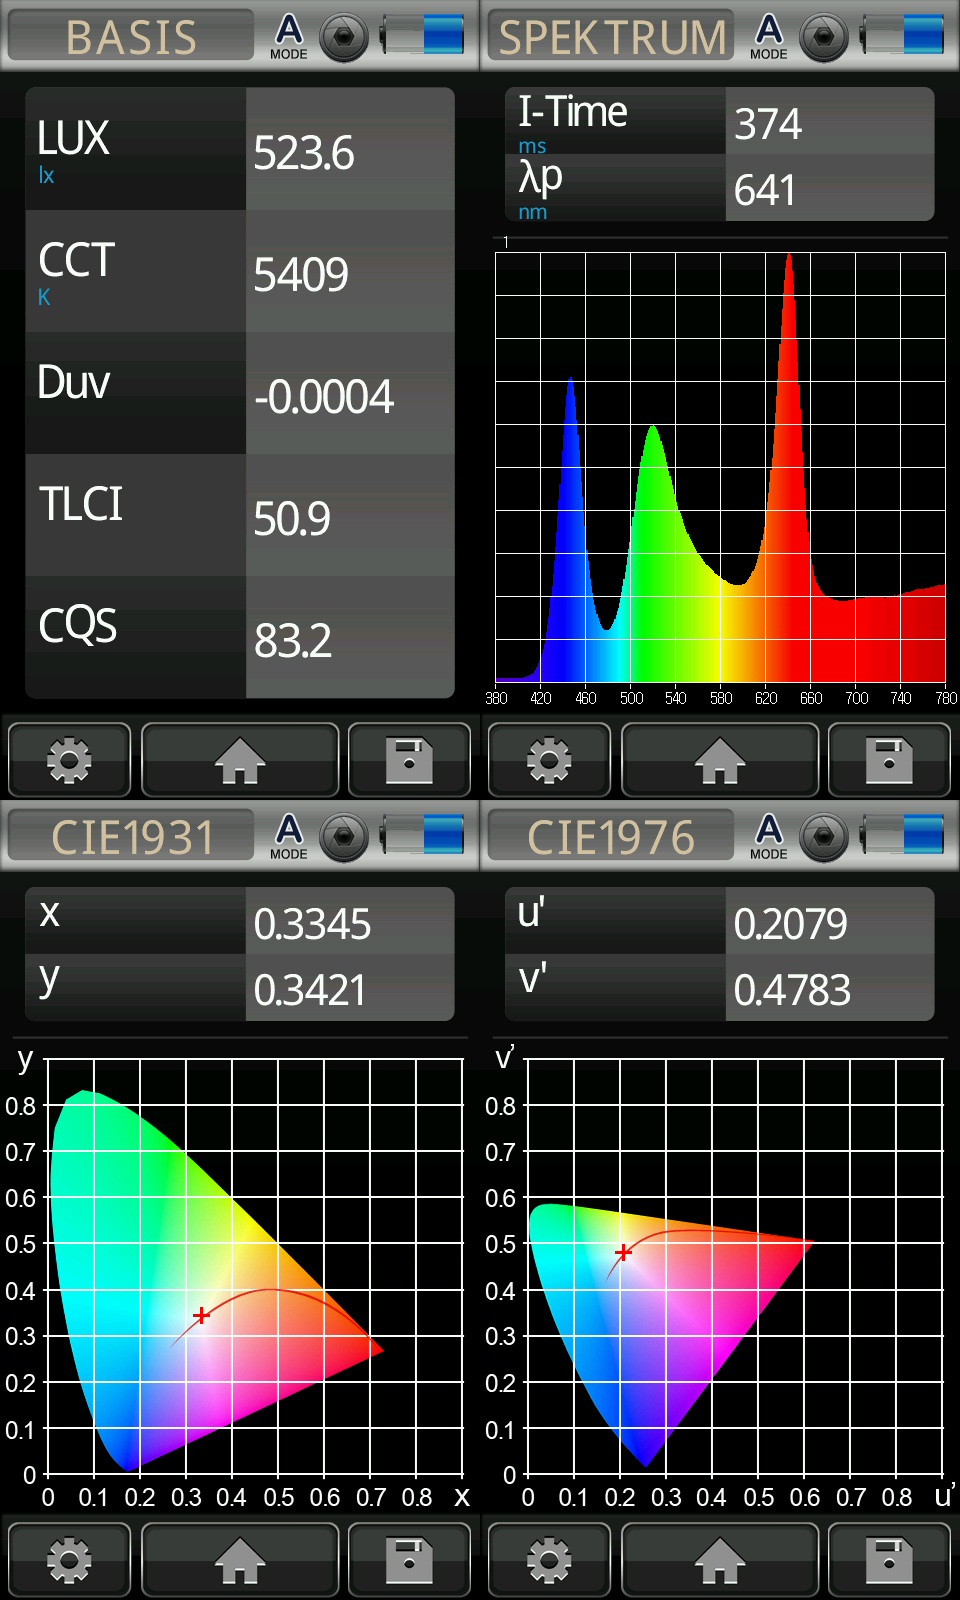 BASIS
A
MODE
LUX
lx
523.6
CCT
K
5409
Duv
-0.0004
TLCI
50.9
CQS
83.2
SPEKTRUM
A
MODE
I-Time
ms
374
λp
nm
641
1
380 420 460 500 540 580 620 660 700 740 780
CIE1931
A
MODE
x
0.3345
y
0.3421
y
0.8
0.7
0.6
0.5
0.4
0.3
0.2
0.1
0
0 0.1 0.2 0.3 0.4 0.5 0.6 0.7 0.8 x
CIE1976
A
MODE
u'
0.2079
v'
0.4783
v'
0.8
0.7
0.6
0.5
0.4
0.3
0.2
0.1
0
0 0.1 0.2 0.3 0.4 0.5 0.6 0.7 0.8 u'